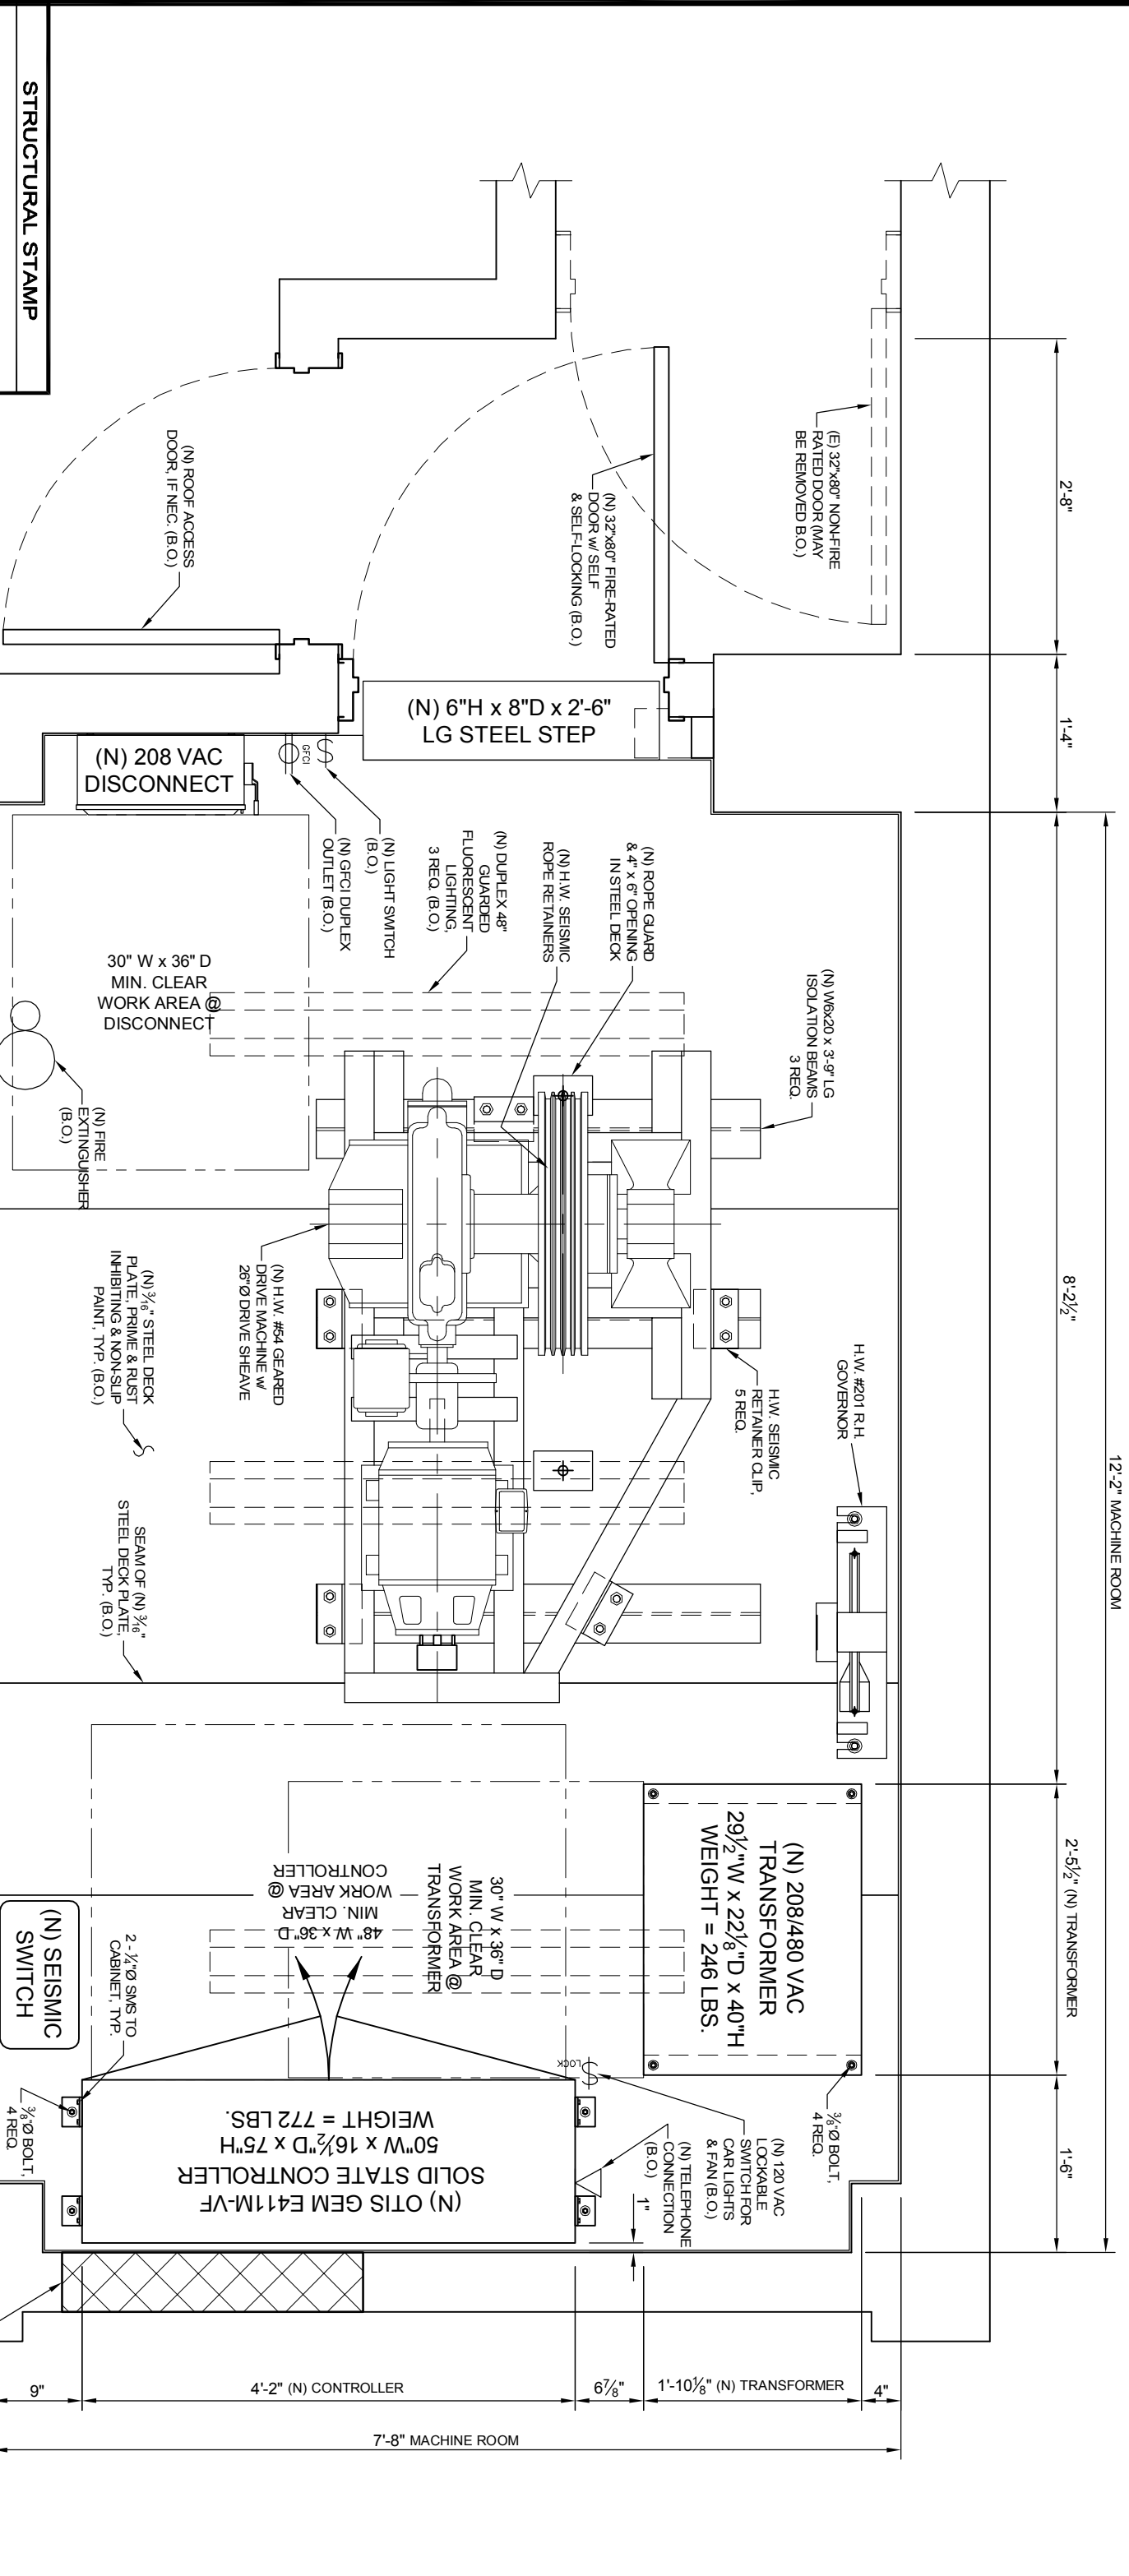 STRUCTURAL STAMP
2'-8"
1'-4"
8'-2½"
2'-5½" (N) TRANSFORMER
1'-6"
12'-2" MACHINE ROOM
(E) 32"x80" NON-FIRE
RATED DOOR (MAY
BE REMOVED B.O.)
(N) 32"x80" FIRE-RATED
DOOR w/ SELF
& SELF-LOCKING (B.O.)
(N) ROOF ACCESS
DOOR, IF NEC. (B.O.)
(N) 6"H x 8"D x 2'-6"
LG STEEL STEP
(N) 208 VAC
DISCONNECT
GFCI
(N) LIGHT SWITCH
(B.O.)
(N) GFCI DUPLEX
OUTLET (B.O.)
(N) DUPLEX 48"
GUARDED
FLUORESCENT
LIGHTING,
3 REQ. (B.O.)
(N) H.W. SEISMIC
ROPE RETAINERS
(N) ROPE GUARD
& 4" x 6" OPENING
IN STEEL DECK
(N) W6x20 x 3'-9" LG
ISOLATION BEAMS
3 REQ.
30" W x 36" D
MIN. CLEAR
WORK AREA @
DISCONNECT
(N) FIRE
EXTINGUISHER
(B.O.)
(N) 3/16" STEEL DECK
PLATE, PRIME & RUST
INHIBITING & NON-SLIP
PAINT, TYP. (B.O.)
(N) H.W. #54 GEARED
DRIVE MACHINE w/
26"Ø DRIVE SHEAVE
H.W. SEISMIC
RETAINER CLIP,
5 REQ.
H.W. #201 R.H.
GOVERNOR
SEAM OF (N) 3/16"
STEEL DECK PLATE,
TYP. (B.O.)
(N) 208/480 VAC
TRANSFORMER
29½"W x 22⅛"D x 40"H
WEIGHT = 246 LBS.
30" W x 36" D
MIN. CLEAR
WORK AREA @
TRANSFORMER
48" W x 36" D
MIN. CLEAR
WORK AREA @
CONTROLLER
(N) SEISMIC
SWITCH
2 - ¼"Ø SMS TO
CABINET, TYP.
⅜"Ø BOLT,
4 REQ.
LOCK
(N) 120 VAC
LOCKABLE
SWITCH FOR
CAR LIGHTS
& FAN (B.O.)
(N) TELEPHONE
CONNECTION
(B.O.)
⅜"Ø BOLT,
4 REQ.
1"
(N) OTIS GEM E411M-VF
SOLID STATE CONTROLLER
50"W x 16½"D x 75"H
WEIGHT = 772 LBS.
9"
4'-2" (N) CONTROLLER
6⅞"
1'-10⅛" (N) TRANSFORMER
4"
7'-8" MACHINE ROOM